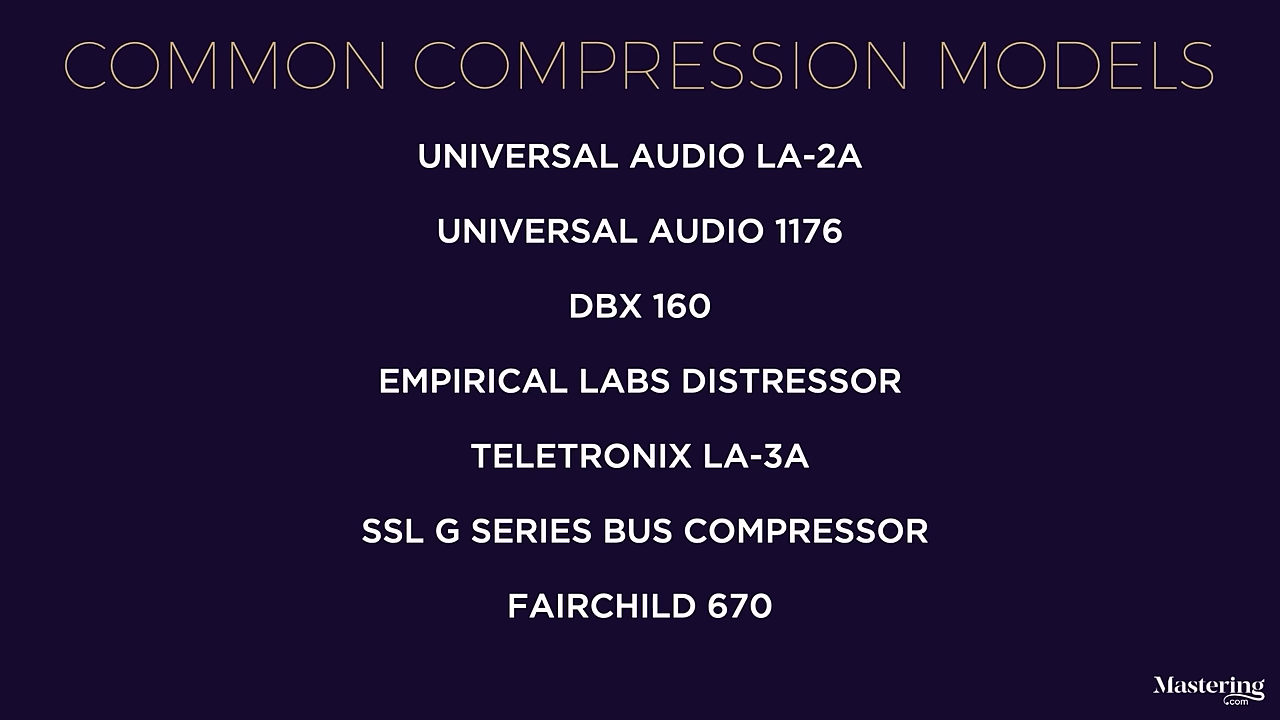 COMMON COMPRESSION MODELS
UNIVERSAL AUDIO LA-2A
UNIVERSAL AUDIO 1176
DBX 160
EMPIRICAL LABS DISTRESSOR
TELETRONIX LA-3A
SSL G SERIES BUS COMPRESSOR
FAIRCHILD 670
Mastering
.com